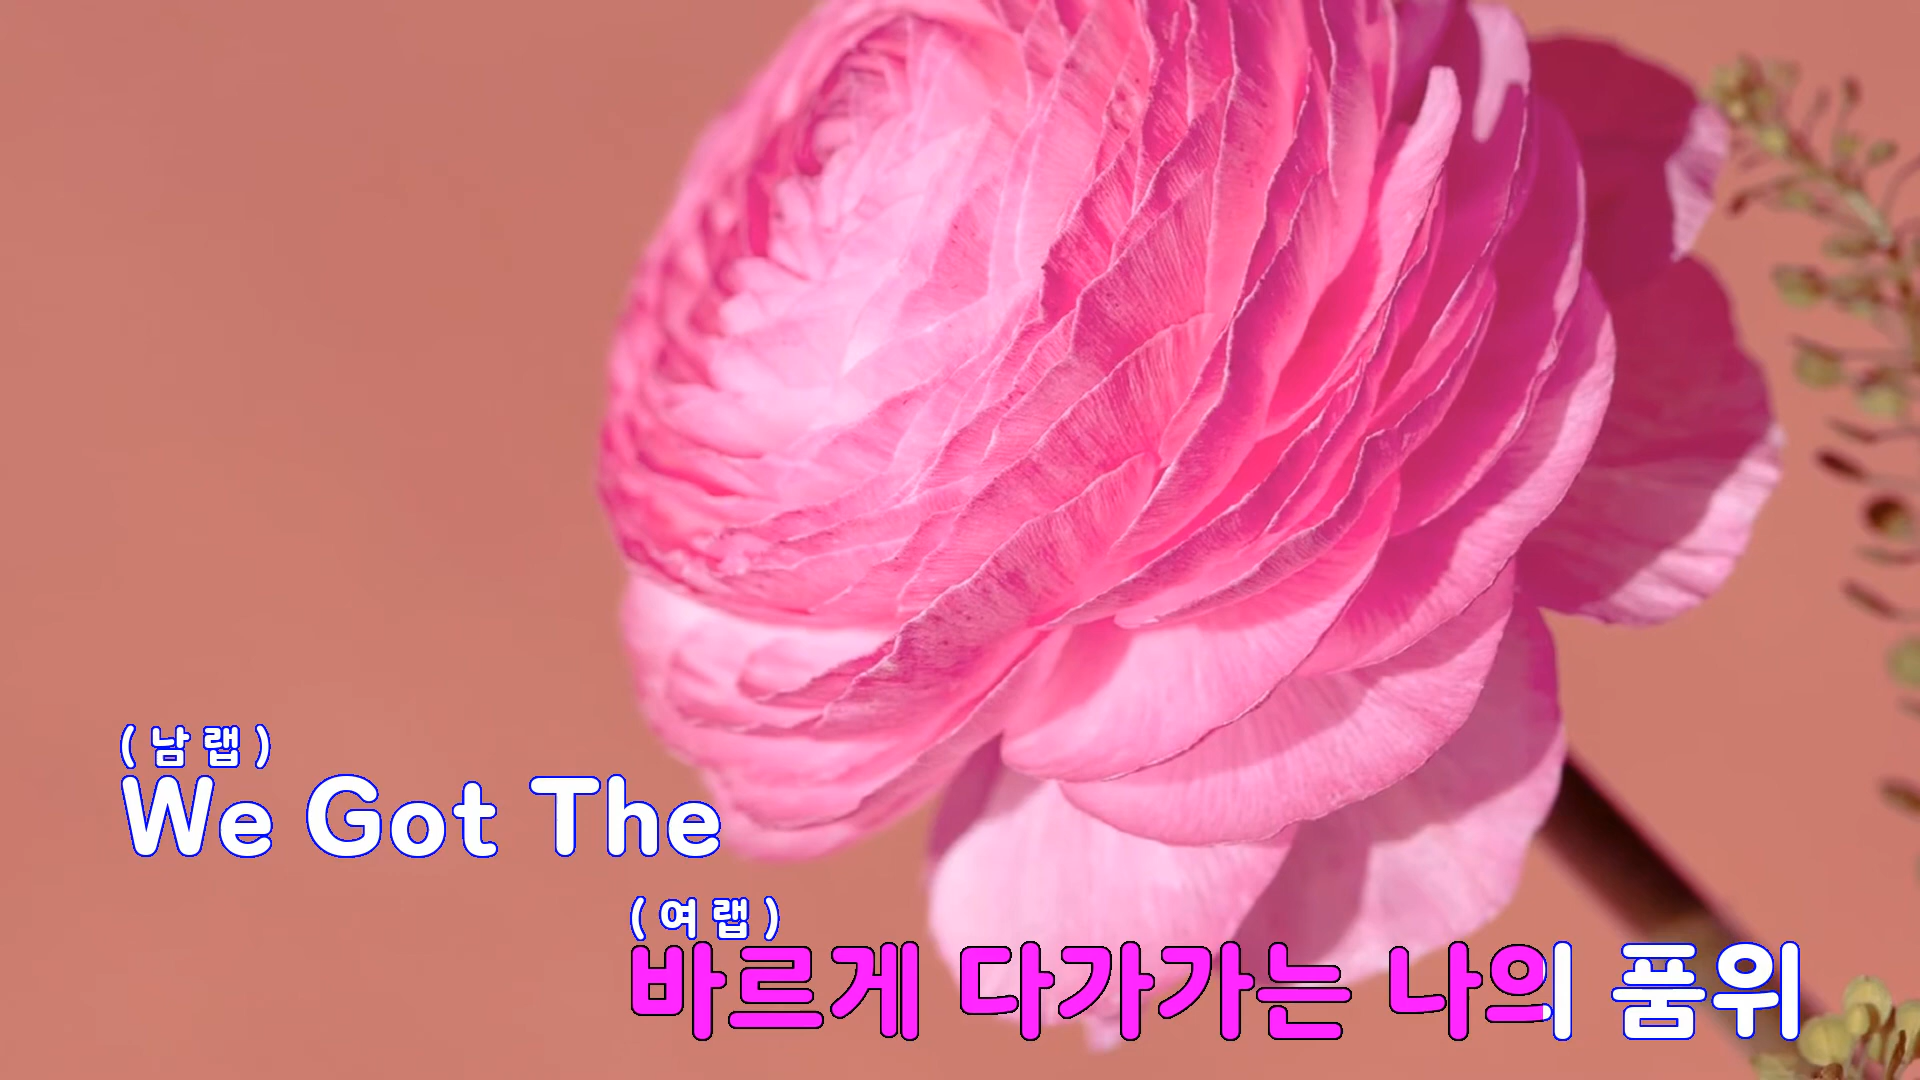 ( 남 랩 )
We Got The
( 여 랩 )
바르게 다가가는 나의 품위